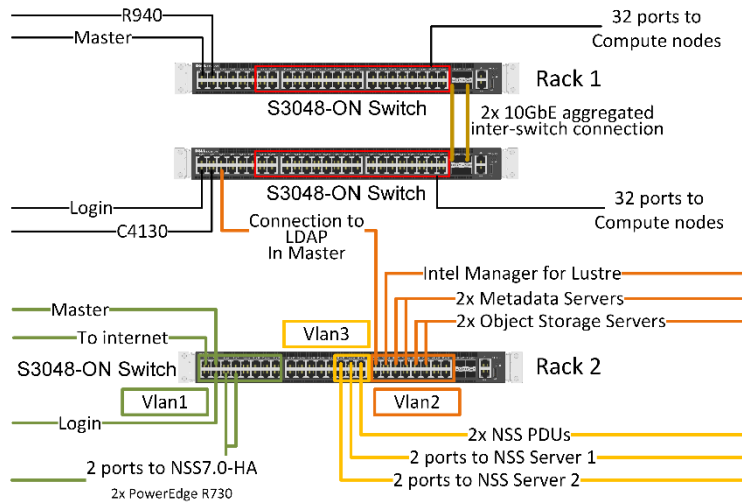 R940
Master
32 ports to
Compute nodes
Rack 1
S3048-ON Switch
2x 10GbE aggregated
inter-switch connection
S3048-ON Switch
32 ports to
Compute nodes
Login
C4130
Connection to
LDAP
In Master
Intel Manager for Lustre
2x Metadata Servers
2x Object Storage Servers
Master
To internet
Vlan3
S3048-ON Switch
Rack 2
Vlan1
Vlan2
Login
2x NSS PDUs
2 ports to NSS Server 1
2 ports to NSS Server 2
2 ports to NSS7.0-HA
2x PowerEdge R730